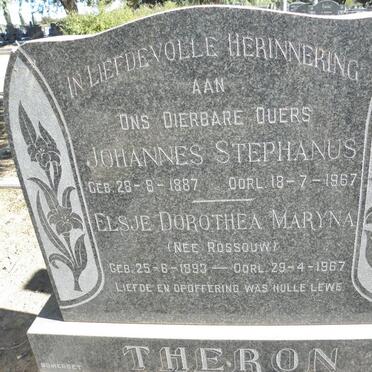 IN LIEFDEVOLLE HERINNERING
AAN
ONS DIERBARE OUERS
JOHANNES STEPHANUS
GEB. 28-8-1887 OORL. 18-7-1967
ELSJE DOROTHEA MARYNA
(NEE ROSSOUW)
GEB. 25-6-1893 – OORL. 29-4-1967
LIEFDE EN OPOFFERING WAS HULLE LEWE
THERON
SOMERSET